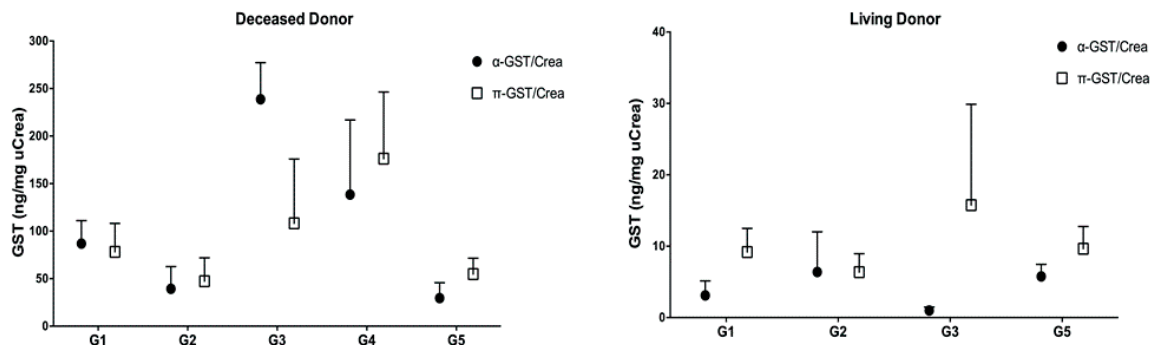 Deceased Donor
300
250
200
150
100
50
0
GST (ng/mg uCrea)
α-GST/Crea
π-GST/Crea
G1 G2 G3 G4 G5
Living Donor
40
30
20
10
0
GST (ng/mg uCrea)
α-GST/Crea
π-GST/Crea
G1 G2 G3 G5